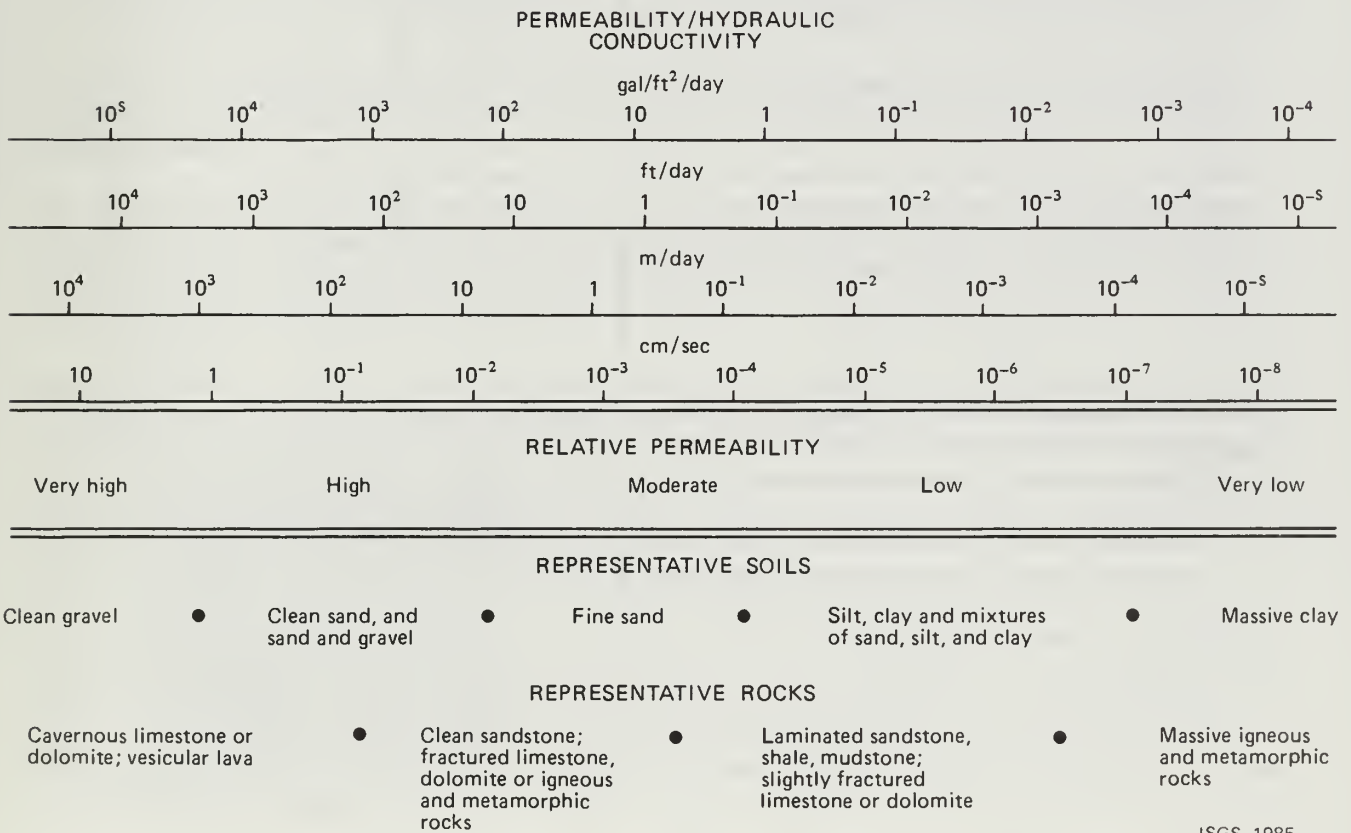 PERMEABILITY/HYDRAULIC
CONDUCTIVITY
gal/ft²/day
10⁵ 10⁴ 10³ 10² 10 1 10⁻¹ 10⁻² 10⁻³ 10⁻⁴
ft/day
10⁴ 10³ 10² 10 1 10⁻¹ 10⁻² 10⁻³ 10⁻⁴ 10⁻⁵
m/day
10⁴ 10³ 10² 10 1 10⁻¹ 10⁻² 10⁻³ 10⁻⁴ 10⁻⁵
cm/sec
10 1 10⁻¹ 10⁻² 10⁻³ 10⁻⁴ 10⁻⁵ 10⁻⁶ 10⁻⁷ 10⁻⁸
RELATIVE PERMEABILITY
Very high High Moderate Low Very low
REPRESENTATIVE SOILS
Clean gravel ● Clean sand, and ● Fine sand ● Silt, clay and mixtures ● Massive clay
sand and gravel of sand, silt, and clay
REPRESENTATIVE ROCKS
Cavernous limestone or ● Clean sandstone; ● Laminated sandstone, ● Massive igneous
dolomite; vesicular lava fractured limestone, shale, mudstone; and metamorphic
dolomite or igneous slightly fractured rocks
and metamorphic limestone or dolomite
rocks
ISGS 1985